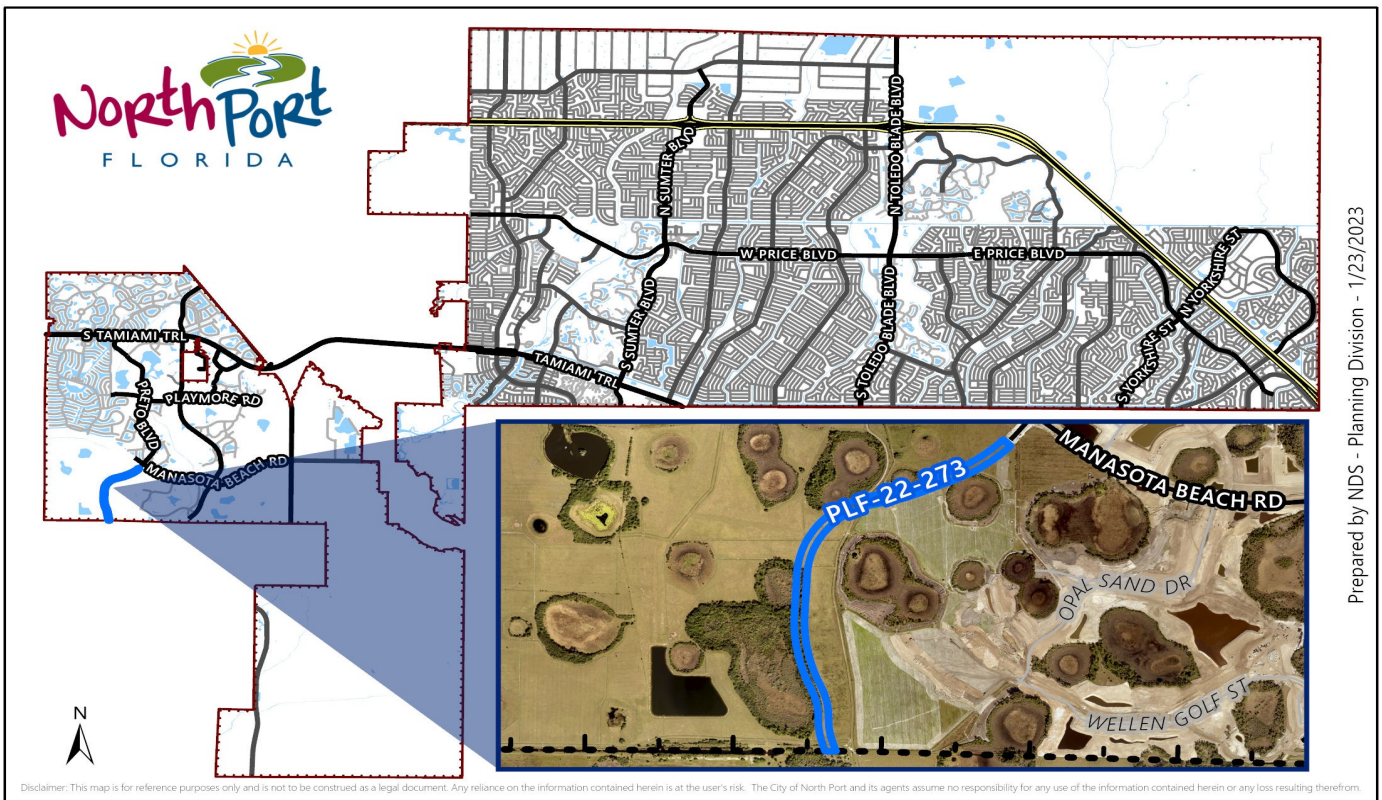 North Port
FLORIDA
N SUMTER BLVD
N TOLEDO BLADE BLVD
W PRICE BLVD
E PRICE BLVD
N YORKSHIRE ST
S TAMIAMI TRL
TAMIAMI TRL
S SUMTER BLVD
S TOLEDO BLADE BLVD
S YORKSHIRE ST
PRETO BLVD
PLAYMORE RD
MANASOTA BEACH RD
PLF-22-273
MANASOTA BEACH RD
OPAL SAND DR
WELLEN GOLF ST
N
Prepared by NDS - Planning Division - 1/23/2023
Disclaimer: This map is for reference purposes only and is not to be construed as a legal document. Any reliance on the information contained herein is at the user's risk. The City of North Port and its agents assume no responsibility for any use of the information contained herein or any loss resulting therefrom.